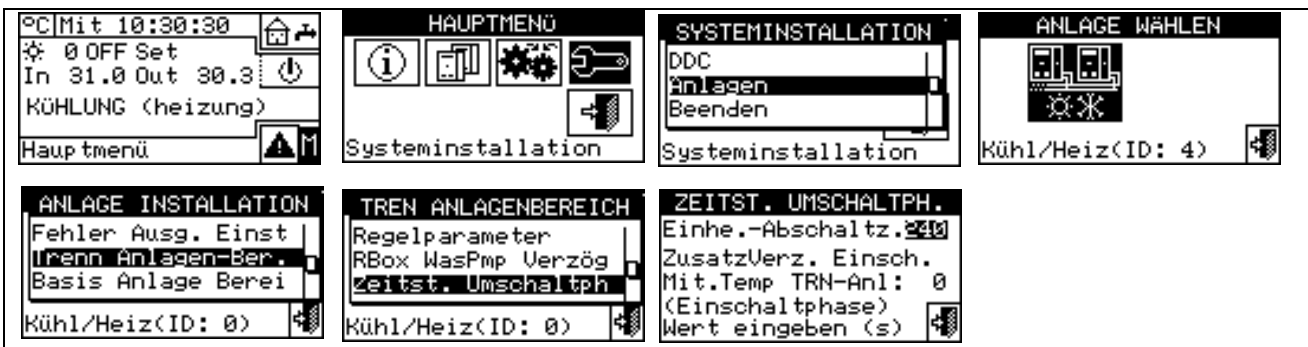 ºC|Mit 10:30:30
0 OFF Set
In 31.0 Out 30.3
KÜHLUNG (heizung)
Haup tmenü
M
HAUPTMENÜ
Systeminstallation
SYSTEMINSTALLATION
DDC
Anlagen
Beenden
Systeminstallation
ANLAGE WÄHLEN
Kühl/Heiz(ID: 4)
ANLAGE INSTALLATION
Fehler Ausg. Einst
Trenn Anlagen-Ber.
Basis Anlage Berei
Kühl/Heiz(ID: 0)
TREN ANLAGENBEREICH
Regelparameter
RBox WasPmp Verzög
Zeitst. Umschaltph
Kühl/Heiz(ID: 0)
ZEITST. UMSCHALTPH.
Einhe.-Abschaltz.240
ZusatzVerz. Einsch.
Mit.Temp TRN-Anl: 0
(Einschaltphase)
Wert eingeben (s)